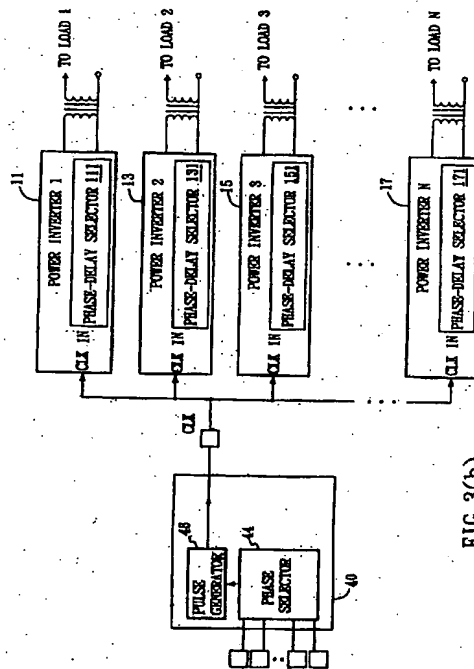 11
POWER INVERTER 1
CLK IN
PHASE-DELAY SELECTOR 111
TO LOAD 1
13
POWER INVERTER 2
CLK IN
PHASE-DELAY SELECTOR 131
TO LOAD 2
15
POWER INVERTER 3
CLK IN
PHASE-DELAY SELECTOR 151
TO LOAD 3
17
POWER INVERTER N
CLK IN
PHASE-DELAY SELECTOR 171
TO LOAD N
CLK
48
PULSE
GENERATOR
44
PHASE
SELECTOR
40
FIG.3(b)